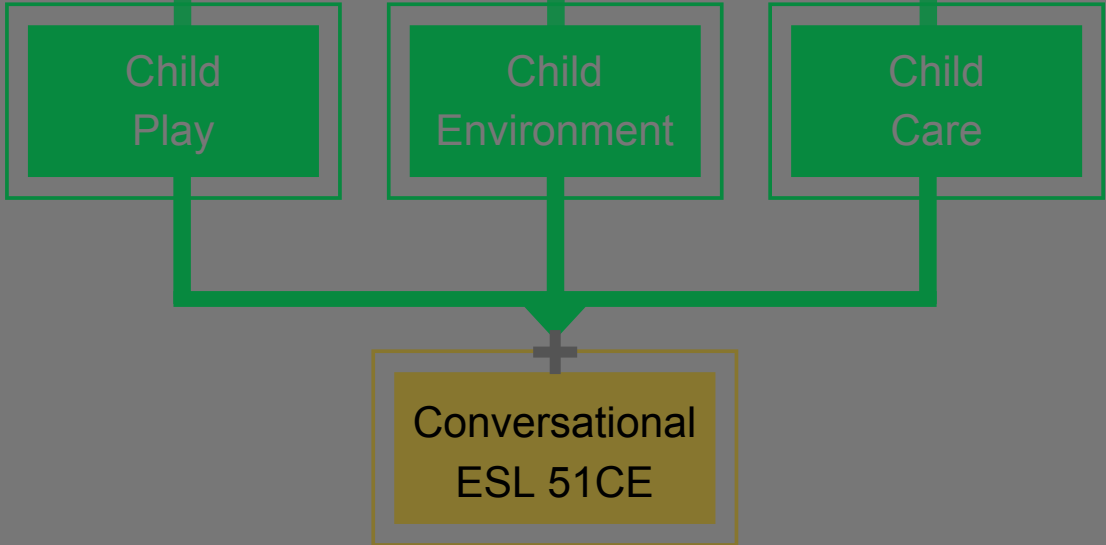 Child
Play
Child
Environment
Child
Care
Conversational
ESL 51CE